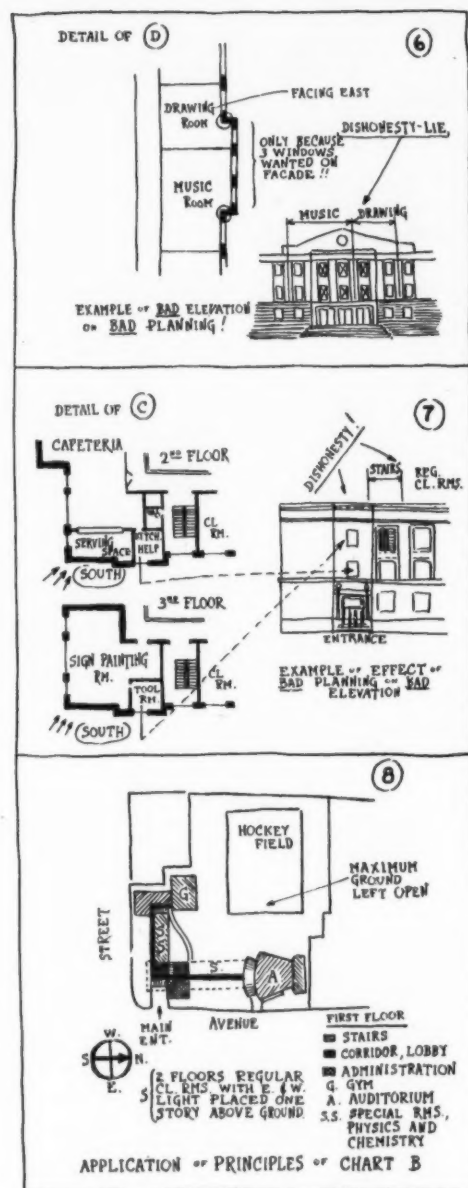 DETAIL OF D
6
DRAWING
ROOM
FACING EAST
DISHONESTY-LIE
ONLY BECAUSE
3 WINDOWS
WANTED ON
FACADE !!
MUSIC
ROOM
MUSIC
DRAWING
EXAMPLE OF BAD ELEVATION
ON BAD PLANNING!
DETAIL OF C
7
CAFETERIA
2ND FLOOR
SERVING
SPACE
KITCH.
HELP
CL
RM.
SOUTH
3RD FLOOR
SIGN PAINTING
RM.
TOOL
RM.
CL
RM.
SOUTH
DISHONESTY!
STAIRS
REG.
CL. RMS.
ENTRANCE
EXAMPLE OF EFFECT OF
BAD PLANNING ON BAD
ELEVATION
8
HOCKEY
FIELD
MAXIMUM
GROUND
LEFT OPEN
STREET
G
S.
A
MAIN
ENT.
AVENUE
W.
S
N.
E.
S { 2 FLOORS REGULAR
CL. RMS. WITH E. & W.
LIGHT PLACED ONE
STORY ABOVE GROUND
FIRST FLOOR
STAIRS
CORRIDOR, LOBBY
ADMINISTRATION
G. GYM
A. AUDITORIUM
S.S. SPECIAL RMS.,
PHYSICS AND
CHEMISTRY
APPLICATION OF PRINCIPLES OF CHART B